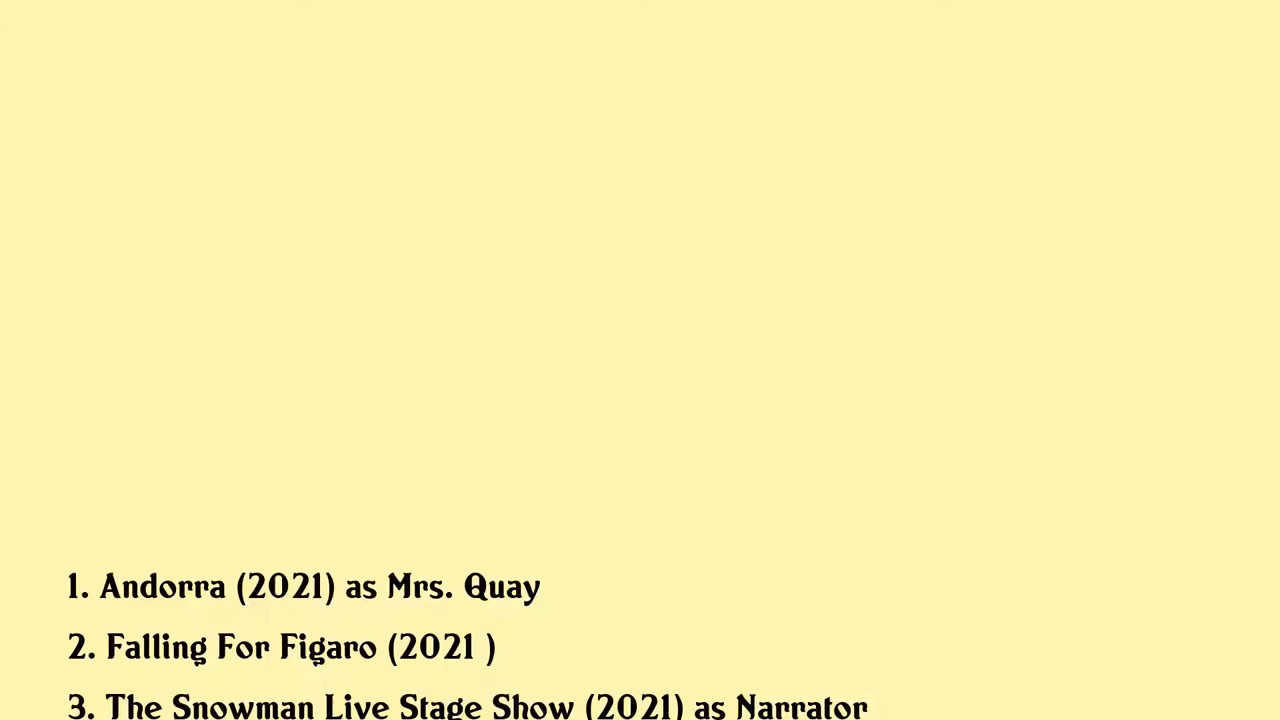 1. Andorra (2021) as Mrs. Quay
2. Falling For Figaro (2021 )
3. The Snowman Live Stage Show (2021) as Narrator